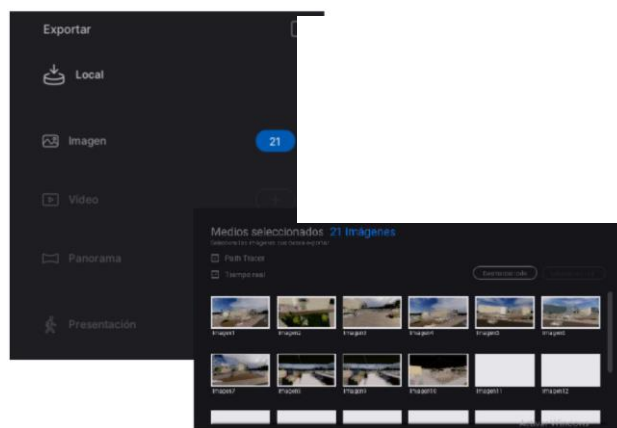 Exportar
Local
Imagen
21
Video
Panorama
Presentación
Medios seleccionados 21 Imágenes
Path Tracer
Tiempo real
Imagen1
Imagen2
Imagen3
Imagen4
Imagen5
Imagen6
Imagen7
Imagen8
Imagen9
Imagen10
Imagen11
Imagen12